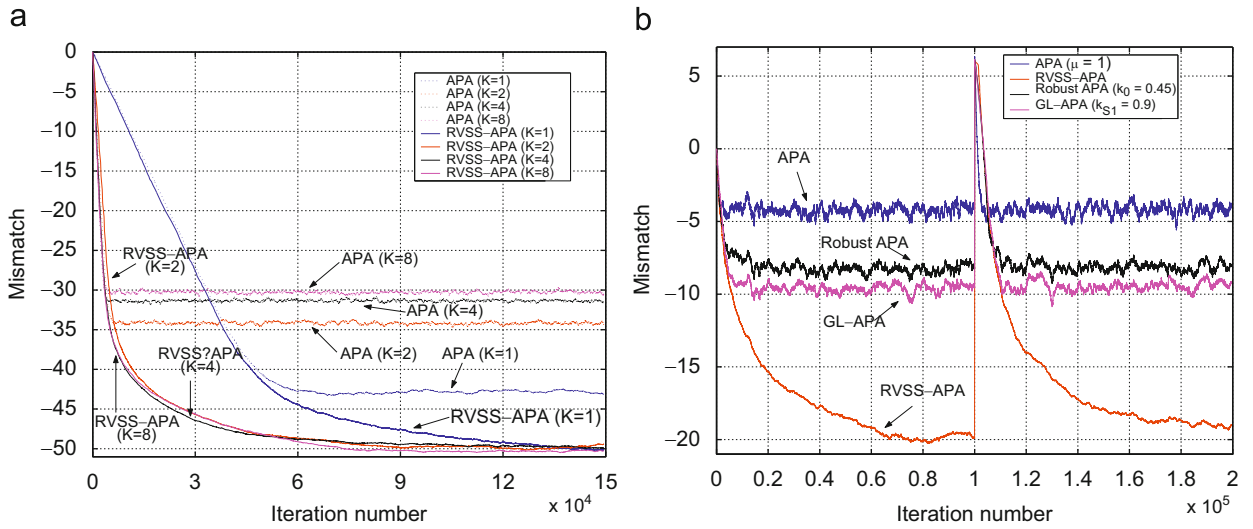 a
Mismatch
0
−5
−10
−15
−20
−25
−30
−35
−40
−45
−50
APA (K=1)
APA (K=2)
APA (K=4)
APA (K=8)
RVSS−APA (K=1)
RVSS−APA (K=2)
RVSS−APA (K=4)
RVSS−APA (K=8)
RVSS−APA
(K=2)
APA (K=8)
APA (K=4)
APA (K=2)
APA (K=1)
RVSS?APA
(K=4)
RVSS−APA
(K=8)
RVSS−APA (K=1)
0 3 6 9 12 15
x 10⁴
Iteration number
b
Mismatch
5
0
−5
−10
−15
−20
APA (μ = 1)
RVSS−APA
Robust APA (k₀ = 0.45)
GL−APA (kS1 = 0.9)
APA
Robust APA
GL−APA
RVSS−APA
0 0.2 0.4 0.6 0.8 1 1.2 1.4 1.6 1.8 2
x 10⁵
Iteration number